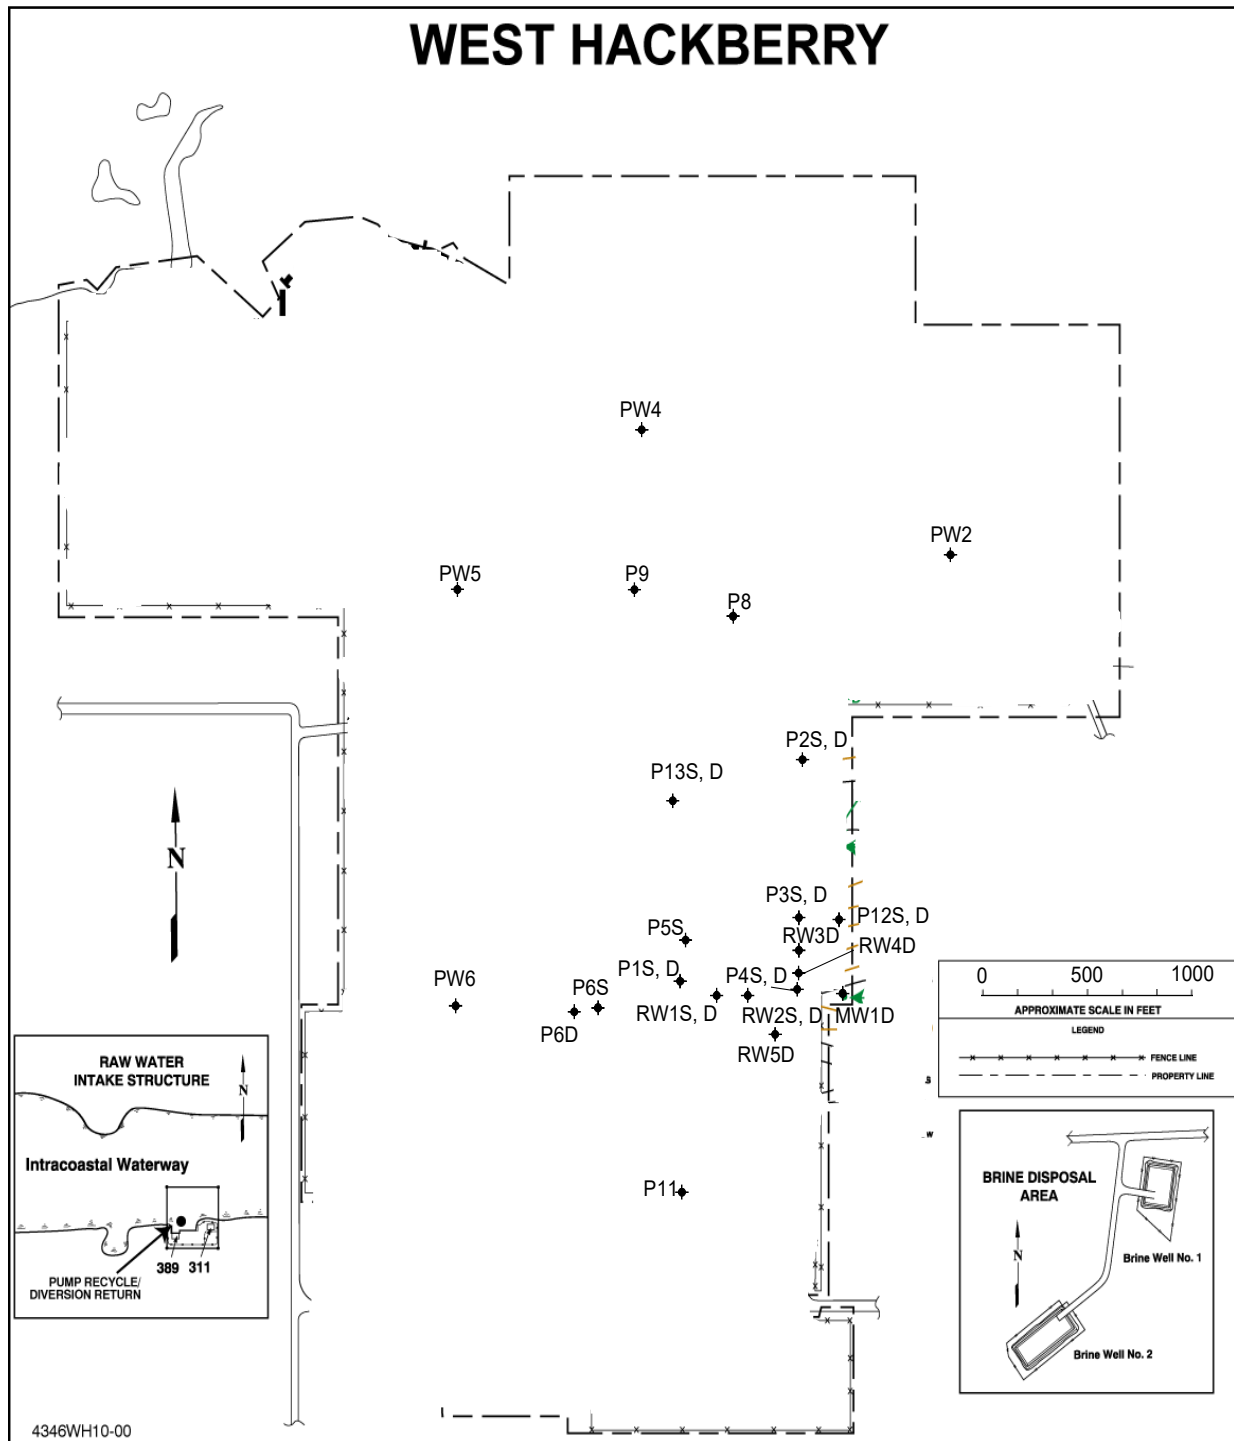 WEST HACKBERRY
PW4
PW2
PW5
P9
P8
P2S, D
P13S, D
P3S, D
P12S, D
P5S
RW3D
RW4D
P1S, D
P4S, D
PW6
P6S
RW1S, D
RW2S, D
MW1D
P6D
RW5D
P11
N
0 500 1000
APPROXIMATE SCALE IN FEET
LEGEND
FENCE LINE
PROPERTY LINE
S
W
RAW WATER
INTAKE STRUCTURE
N
Intracoastal Waterway
389 311
PUMP RECYCLE/
DIVERSION RETURN
BRINE DISPOSAL
AREA
N
Brine Well No. 1
Brine Well No. 2
4346WH10-00